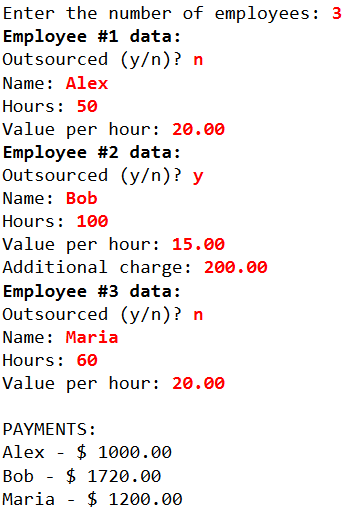 Enter the number of employees: 3
Employee #1 data:
Outsourced (y/n)? n
Name: Alex
Hours: 50
Value per hour: 20.00
Employee #2 data:
Outsourced (y/n)? y
Name: Bob
Hours: 100
Value per hour: 15.00
Additional charge: 200.00
Employee #3 data:
Outsourced (y/n)? n
Name: Maria
Hours: 60
Value per hour: 20.00

PAYMENTS:
Alex - $ 1000.00
Bob - $ 1720.00
Maria - $ 1200.00